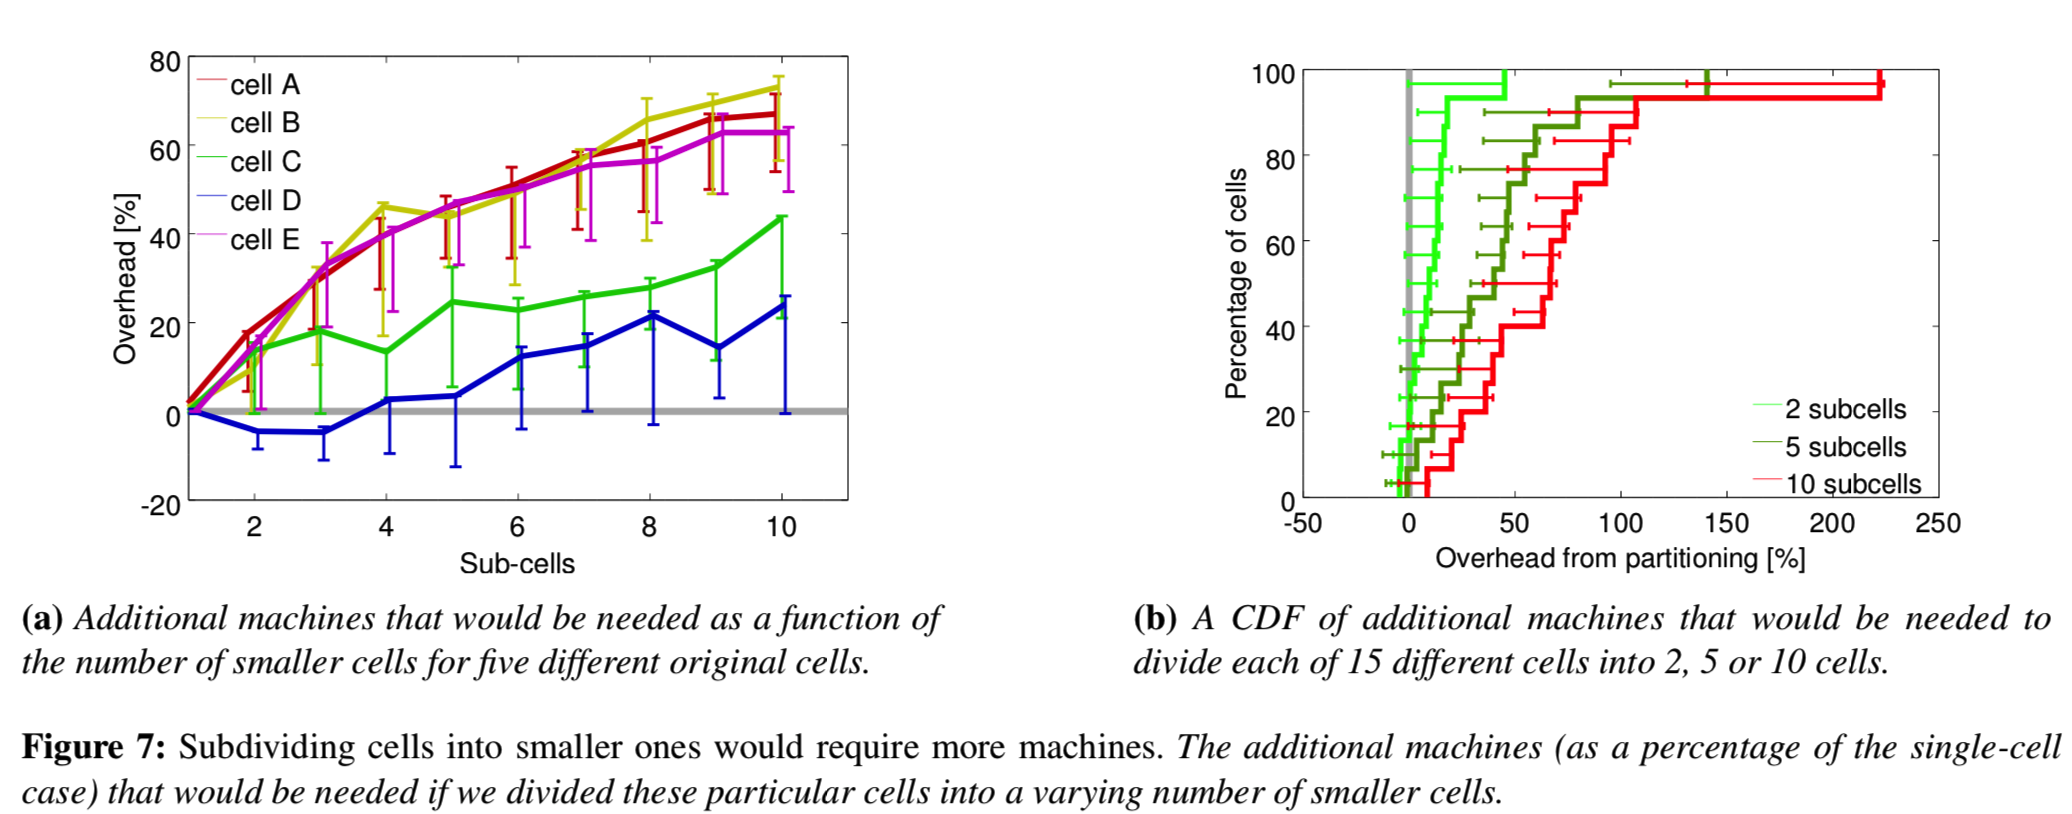 80
60
40
20
0
-20
Overhead [%]
cell A
cell B
cell C
cell D
cell E
2 4 6 8 10
Sub-cells
(a) Additional machines that would be needed as a function of
the number of smaller cells for five different original cells.
100
80
60
40
20
0
Percentage of cells
2 subcells
5 subcells
10 subcells
-50 0 50 100 150 200 250
Overhead from partitioning [%]
(b) A CDF of additional machines that would be needed to
divide each of 15 different cells into 2, 5 or 10 cells.
Figure 7: Subdividing cells into smaller ones would require more machines. The additional machines (as a percentage of the single-cell
case) that would be needed if we divided these particular cells into a varying number of smaller cells.